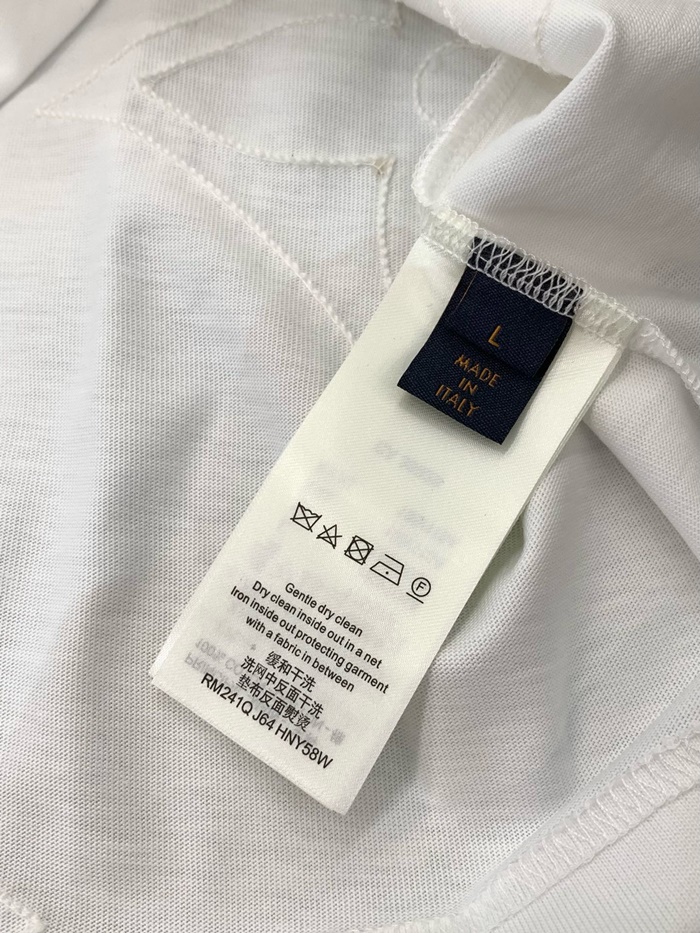 L
MADE
IN
ITALY
Gentle dry clean
Dry clean inside out in a net
Iron inside out protecting garment
with a fabric in between
缓和干洗
洗网中反面干洗
垫布反面熨烫
RM241Q J64 HNY58W